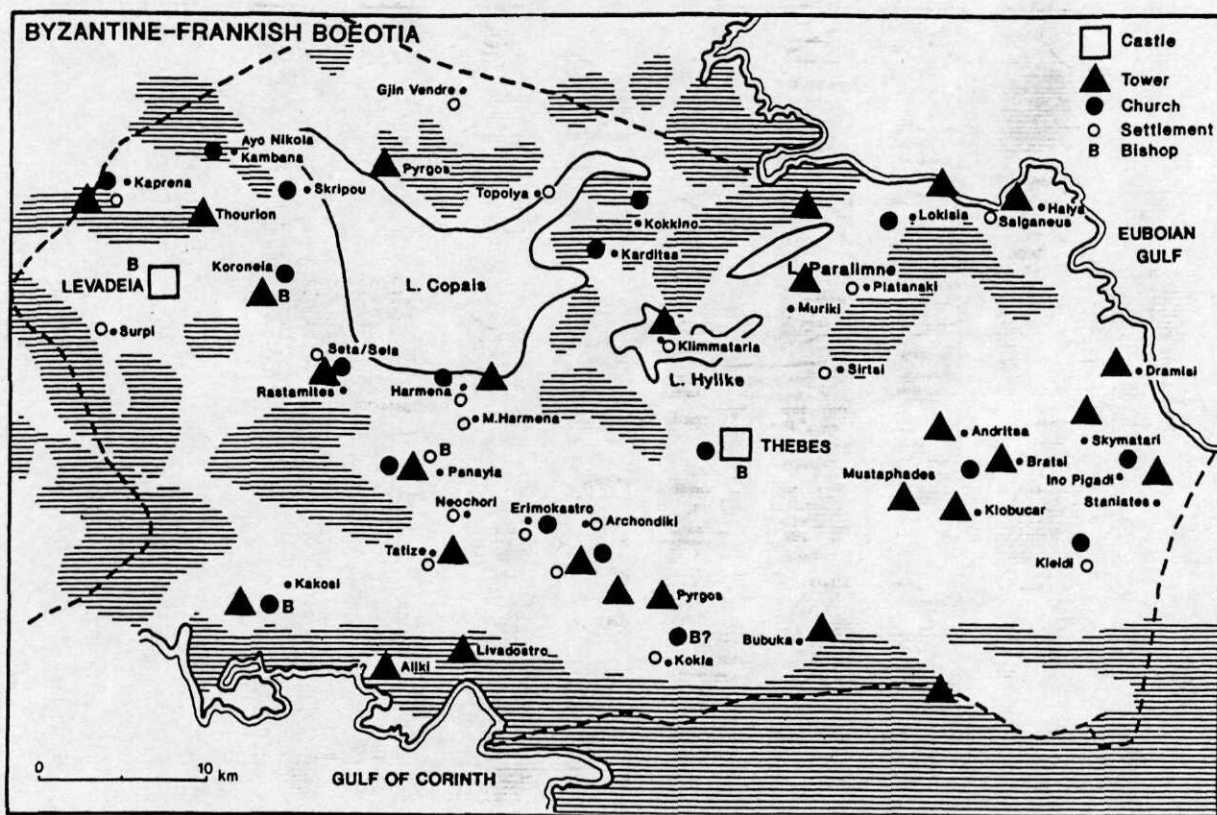 BYZANTINE-FRANKISH BOEOTIA
Castle
Tower
Church
Settlement
B Bishop
Gjin Vendre
Ayo Nikola
Kambana
Pyrgos
Kaprena
Skripou
Topolya
Thourion
Kokkino
Lokisia
Salganeus
Halya
EUBOIAN
GULF
Karditsa
B
LEVADEIA
Koroneia
B
L. Copais
L. Paralimne
Platanaki
Muriki
Surpi
Klimmataria
Seta/Sela
L. Hylike
Sirtsi
Dramisi
Rastamites
Harmena
M.Harmena
THEBES
B
Andritsa
Skymatari
B
Panayia
Mustaphades
Bratsi
Ino Pigadi
Staniates
Neochori
Erimokastro
Archondiki
Klobucar
Tatiza
Kleidi
Kakosi
B
Pyrgos
B?
Bubuka
Kokla
Livadostro
Aliki
0 10 km
GULF OF CORINTH